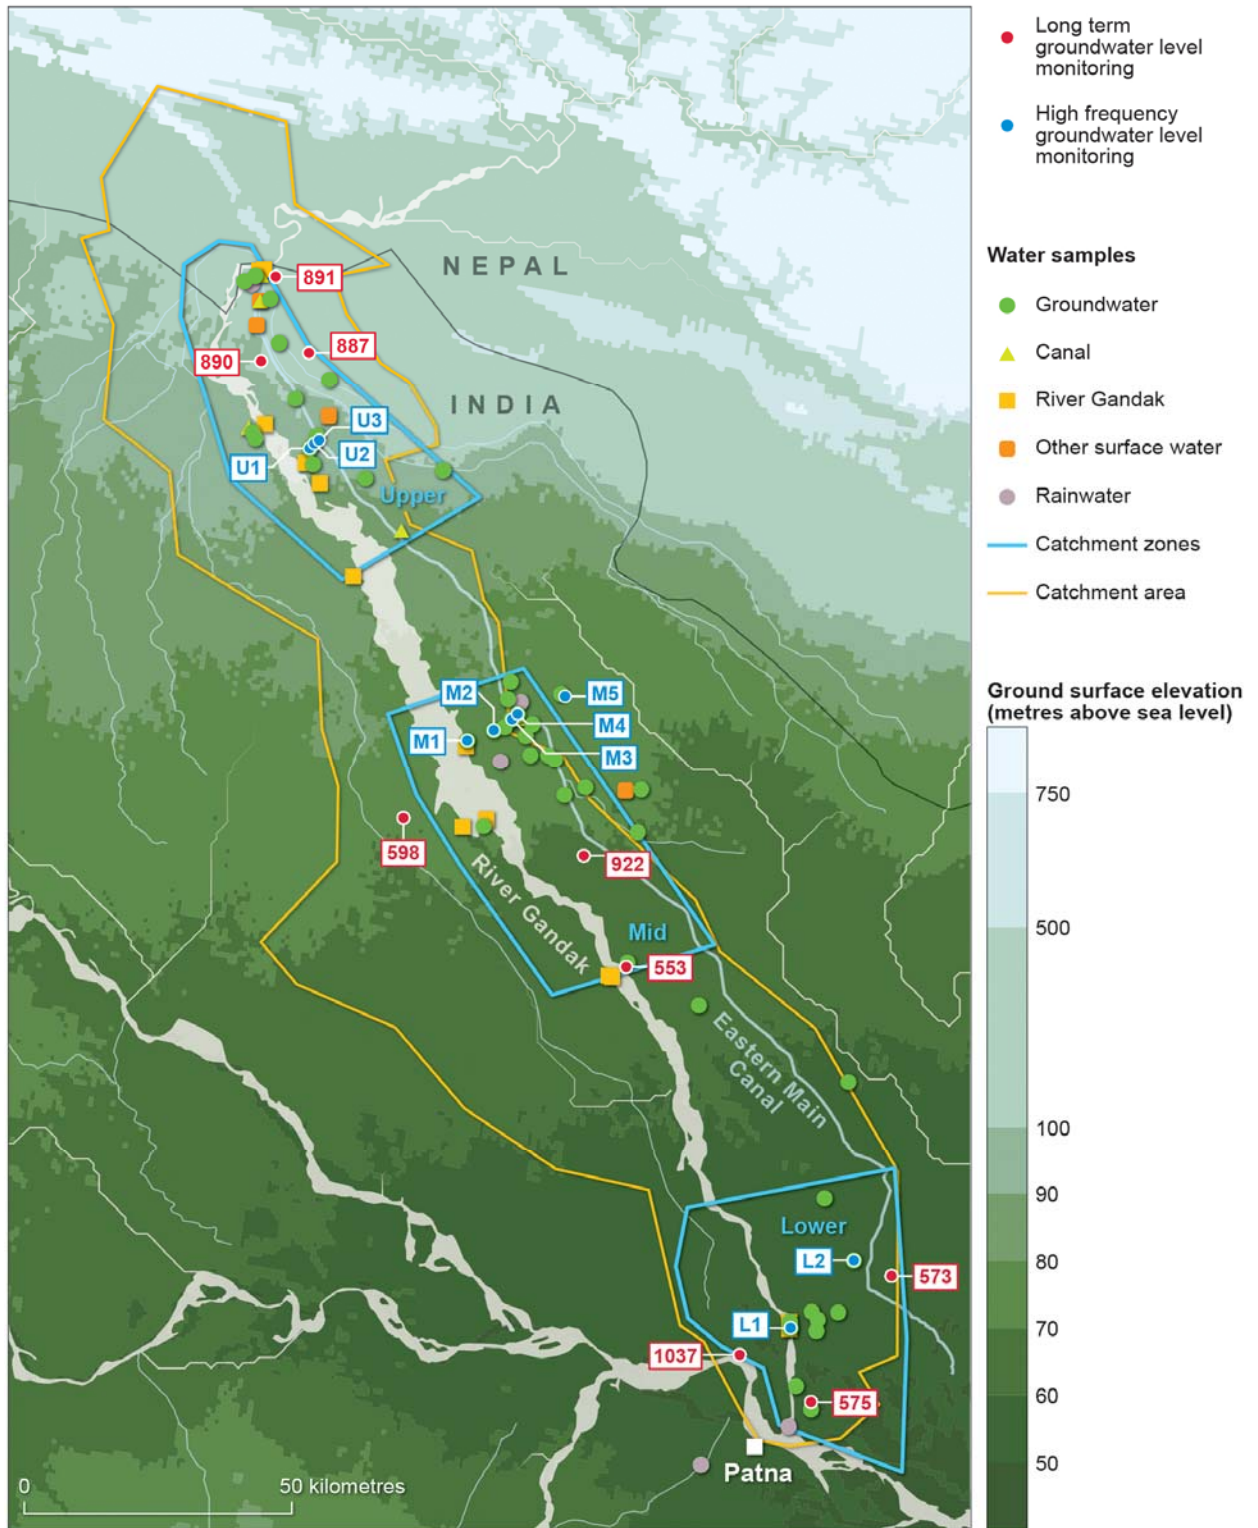 NEPAL
891
887
890
INDIA
U3
U2
U1
Upper
M2
M5
M4
M1
M3
598
922
River Gandak
Mid
553
Eastern Main
Canal
Lower
L2
573
L1
1037
575
Patna
0
50 kilometres
Long term
groundwater level
monitoring
High frequency
groundwater level
monitoring
Water samples
Groundwater
Canal
River Gandak
Other surface water
Rainwater
Catchment zones
Catchment area
Ground surface elevation
(metres above sea level)
750
500
100
90
80
70
60
50